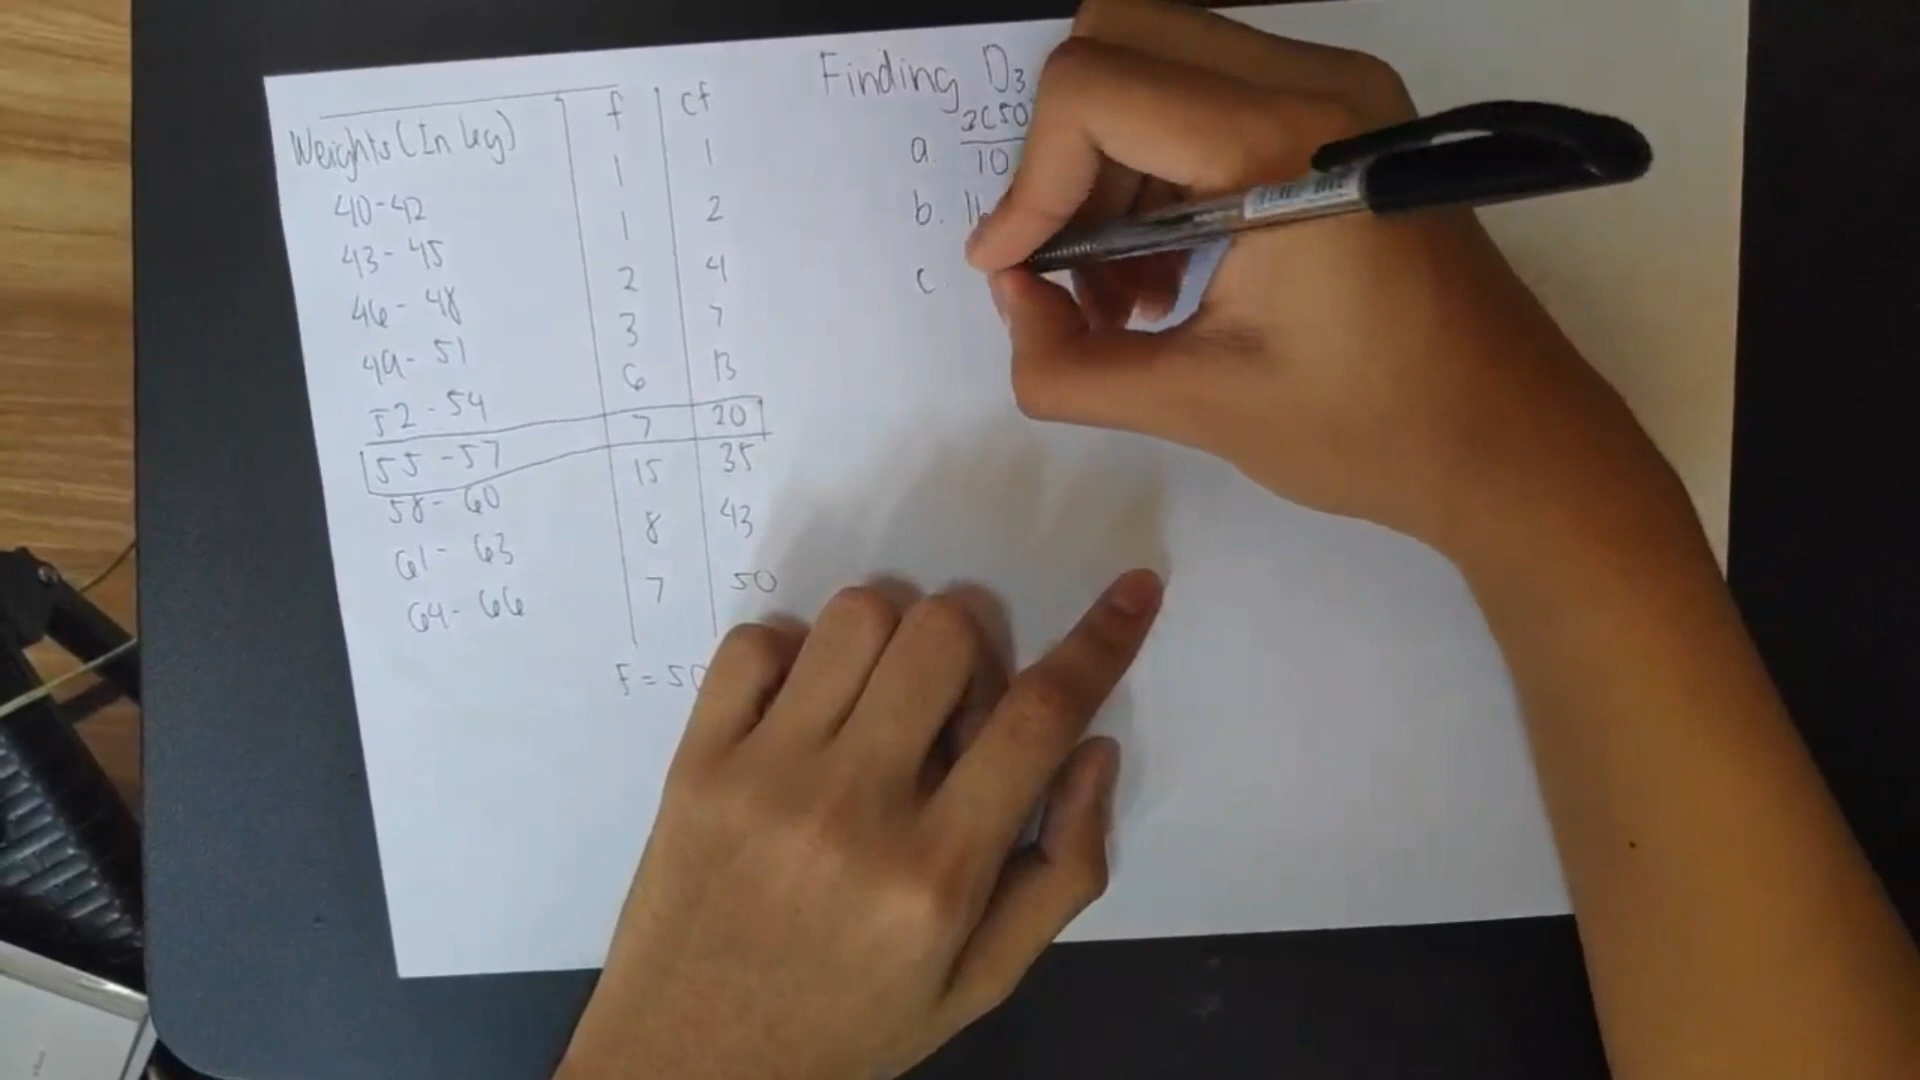 Weights (In kg) f cf
40-42 1 1
43-45 1 2
46-48 2 4
49-51 3 7
52-54 6 13
55-57 7 20
58-60 15 35
61-63 8 43
64-66 7 50
F = 50
Finding D3
a. 3(50
10
b.
c